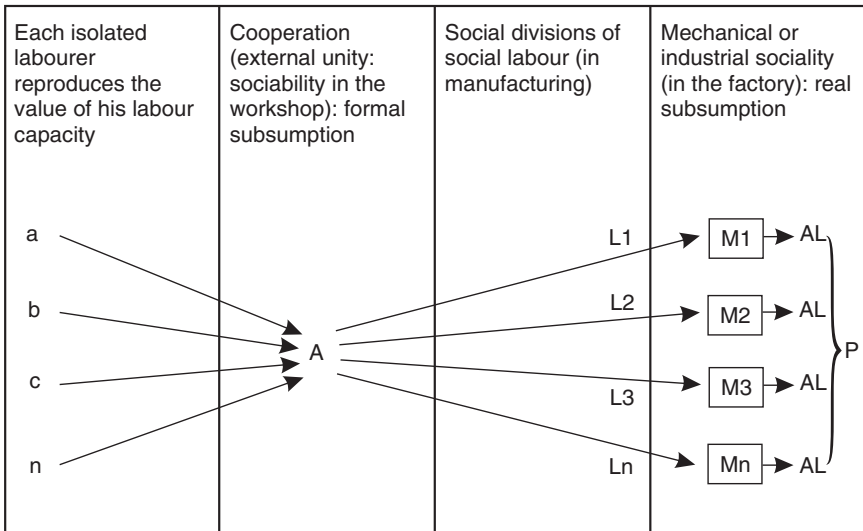 Each isolated
labourer
reproduces the
value of his labour
capacity
Cooperation
(external unity:
sociability in the
workshop): formal
subsumption
Social divisions of
social labour (in
manufacturing)
Mechanical or
industrial sociality
(in the factory): real
subsumption
a
b
c
n
A
L1
L2
L3
Ln
M1
AL
M2
AL
M3
AL
Mn
AL
P